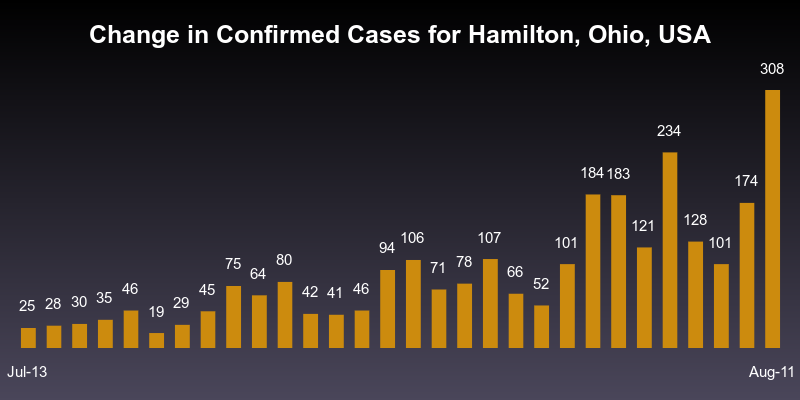 Change in Confirmed Cases for Hamilton, Ohio, USA
25 28 30 35 46 19 29 45 75 64 80 42 41 46 94 106 71 78 107 66 52 101 184 183 121 234 128 101 174 308
Jul-13 Aug-11